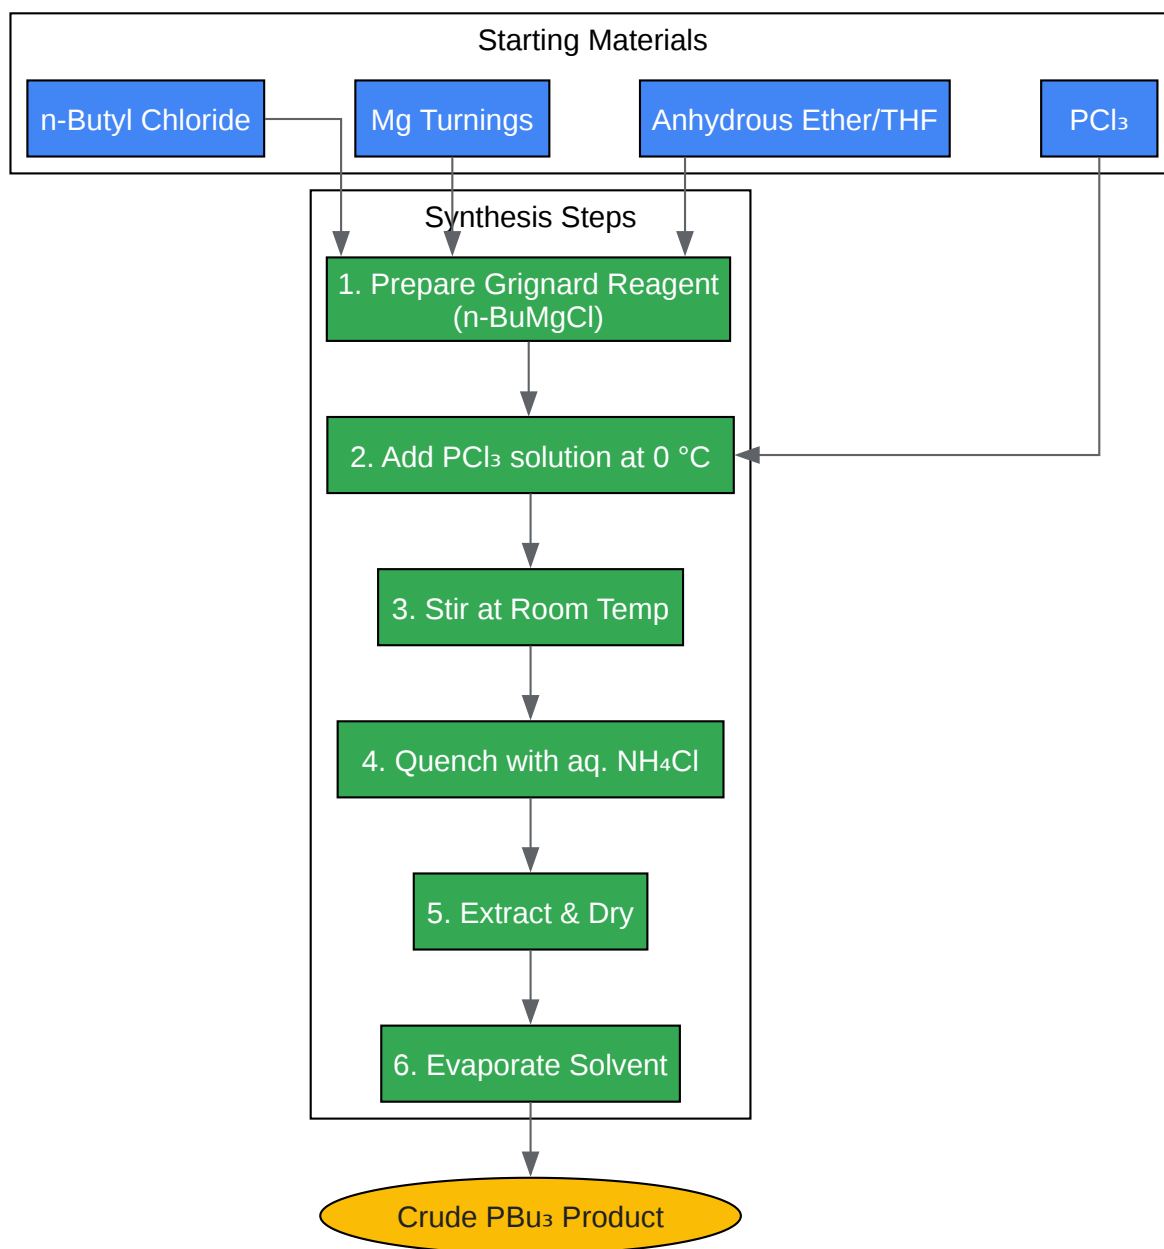 Starting Materials
n-Butyl Chloride
Mg Turnings
Anhydrous Ether/THF
PCl₃
Synthesis Steps
1. Prepare Grignard Reagent
(n-BuMgCl)
2. Add PCl₃ solution at 0 °C
3. Stir at Room Temp
4. Quench with aq. NH₄Cl
5. Extract & Dry
6. Evaporate Solvent
Crude PBu₃ Product